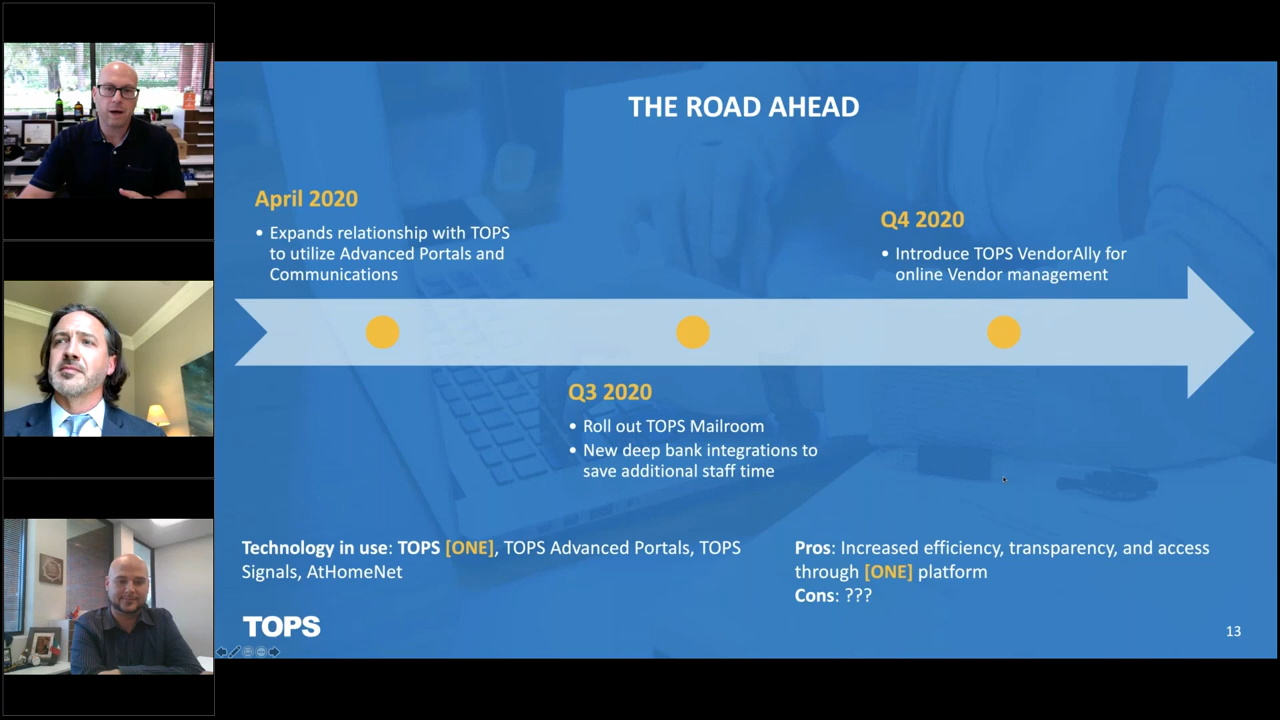 THE ROAD AHEAD
April 2020
• Expands relationship with TOPS
to utilize Advanced Portals and
Communications
Q4 2020
• Introduce TOPS VendorAlly for
online Vendor management
Q3 2020
• Roll out TOPS Mailroom
• New deep bank integrations to
save additional staff time
Technology in use: TOPS [ONE], TOPS Advanced Portals, TOPS
Signals, AtHomeNet
Pros: Increased efficiency, transparency, and access
through [ONE] platform
Cons: ???
TOPS
13